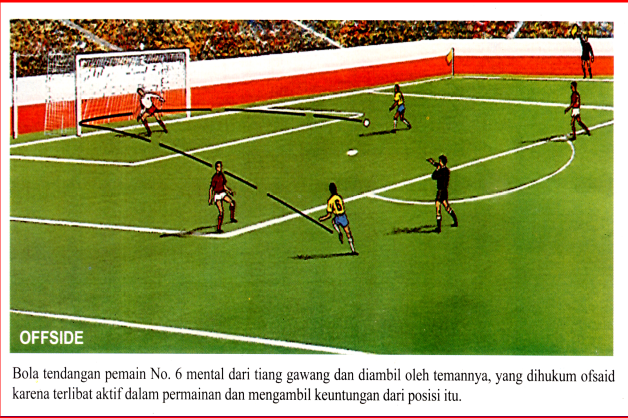 6
OFFSIDE
Bola tendangan pemain No. 6 mental dari tiang gawang dan diambil oleh temannya, yang dihukum ofsaid
karena terlibat aktif dalam permainan dan mengambil keuntungan dari posisi itu.